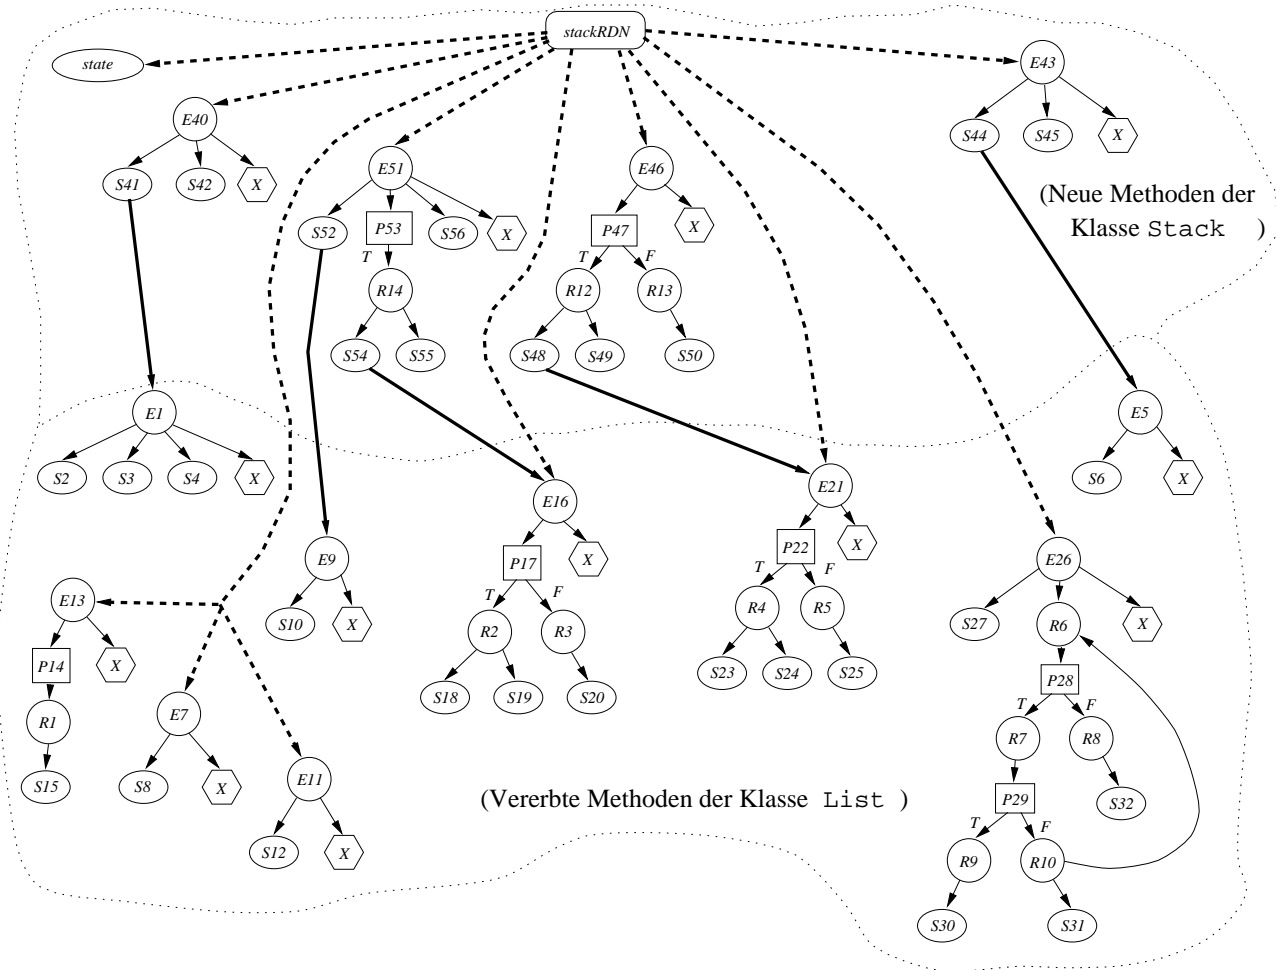 stackRDN
state
E43
E40
S44
S45
X
E51
E46
S41
S42
X
(Neue Methoden der
Klasse Stack )
S52
P53
S56
X
P47
X
T
T
F
R14
R12
R13
S54
S55
S48
S49
S50
E1
E5
S2
S3
S4
X
S6
X
E16
E21
E9
P17
X
P22
X
E26
T
F
T
F
E13
S10
X
R2
R3
R4
R5
S27
R6
X
P14
X
S18
S19
S20
S23
S24
S25
P28
T
F
R1
E7
R7
R8
S15
S8
X
E11
(Vererbte Methoden der Klasse List )
P29
S32
T
F
S12
X
R9
R10
S30
S31